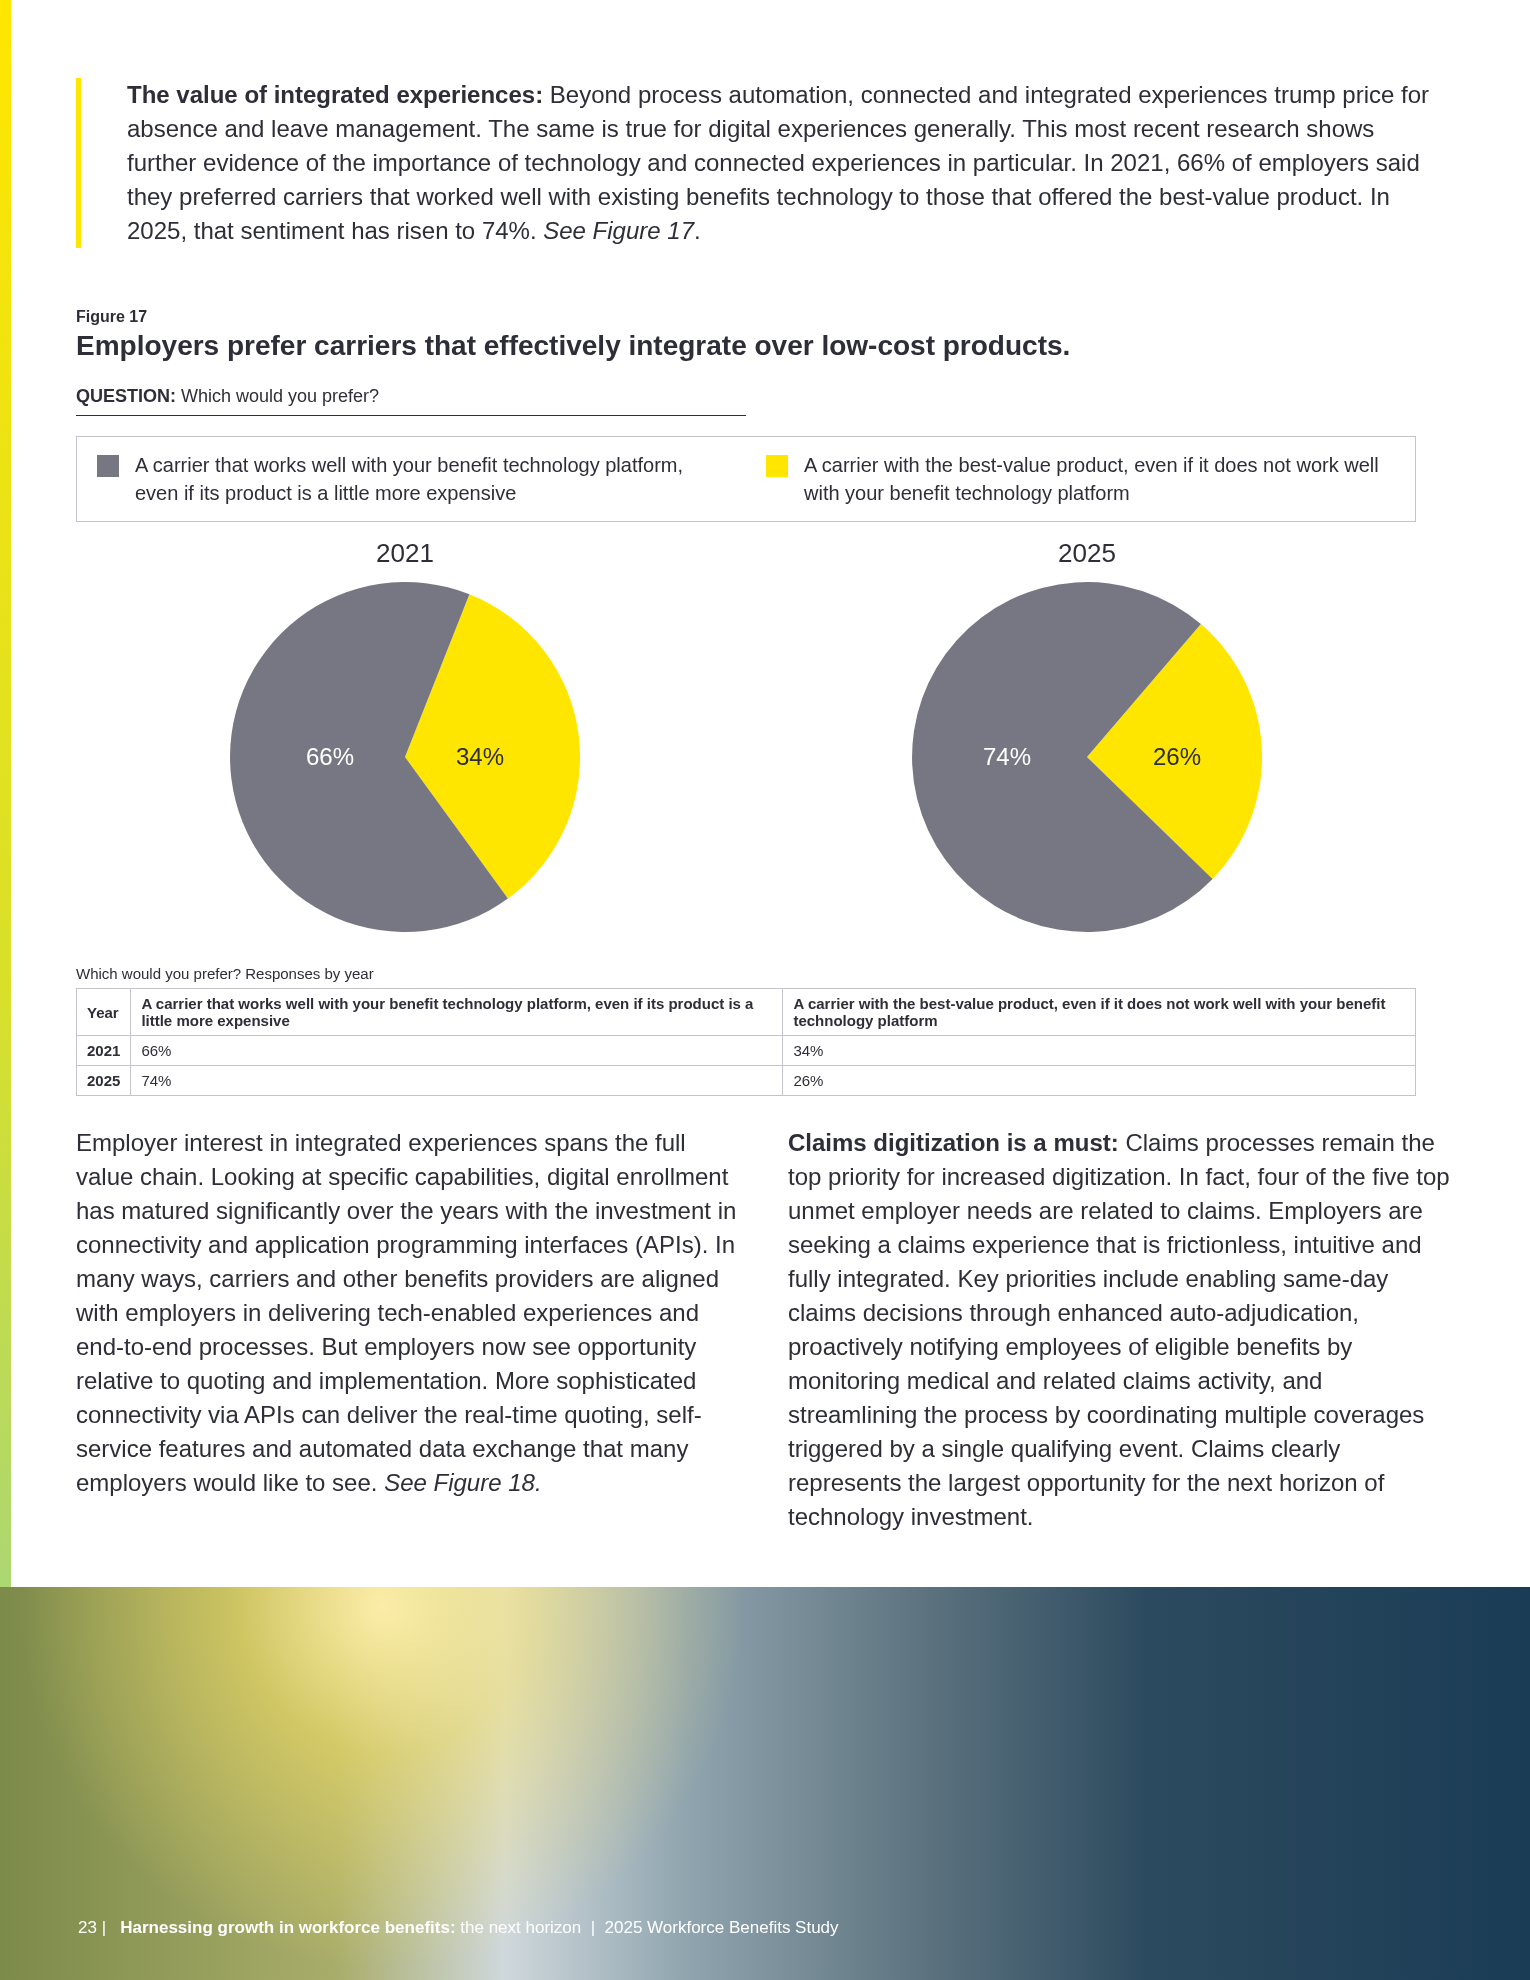 The value of integrated experiences: Beyond process automation, connected and integrated experiences trump price for
absence and leave management. The same is true for digital experiences generally. This most recent research shows
further evidence of the importance of technology and connected experiences in particular. In 2021, 66% of employers said
they preferred carriers that worked well with existing benefits technology to those that offered the best-value product. In
2025, that sentiment has risen to 74%. See Figure 17.
Figure 17
Employers prefer carriers that effectively integrate over low-cost products.
QUESTION: Which would you prefer?
A carrier that works well with your benefit technology platform,
even if its product is a little more expensive
A carrier with the best-value product, even if it does not work well
with your benefit technology platform
2021
2025
66%
34%
74%
26%
Which would you prefer? Responses by year
Year
A carrier that works well with your benefit technology platform, even if its product is a
little more expensive
A carrier with the best-value product, even if it does not work well with your benefit
technology platform
2021 66% 34%
2025 74% 26%
Employer interest in integrated experiences spans the full
value chain. Looking at specific capabilities, digital enrollment
has matured significantly over the years with the investment in
connectivity and application programming interfaces (APIs). In
many ways, carriers and other benefits providers are aligned
with employers in delivering tech-enabled experiences and
end-to-end processes. But employers now see opportunity
relative to quoting and implementation. More sophisticated
connectivity via APIs can deliver the real-time quoting, self-
service features and automated data exchange that many
employers would like to see. See Figure 18.
Claims digitization is a must: Claims processes remain the
top priority for increased digitization. In fact, four of the five top
unmet employer needs are related to claims. Employers are
seeking a claims experience that is frictionless, intuitive and
fully integrated. Key priorities include enabling same-day
claims decisions through enhanced auto-adjudication,
proactively notifying employees of eligible benefits by
monitoring medical and related claims activity, and
streamlining the process by coordinating multiple coverages
triggered by a single qualifying event. Claims clearly
represents the largest opportunity for the next horizon of
technology investment.
23 | Harnessing growth in workforce benefits: the next horizon | 2025 Workforce Benefits Study